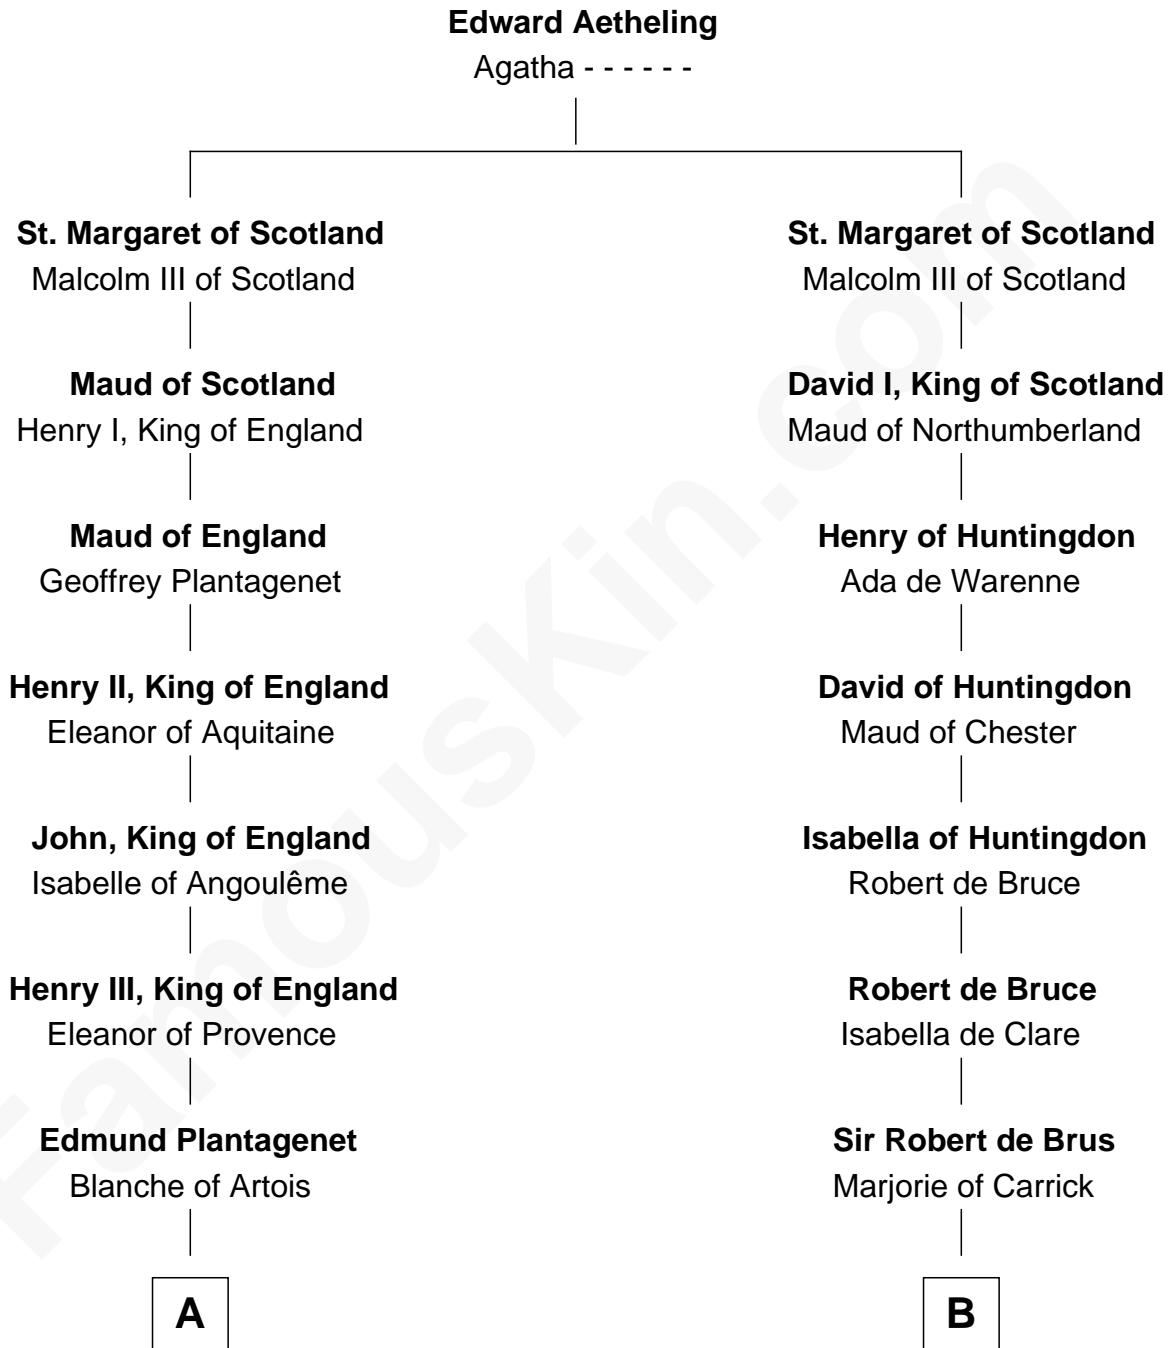 Edward Aetheling
Agatha - - - - - -
St. Margaret of Scotland
Malcolm III of Scotland
Maud of Scotland
Henry I, King of England
Maud of England
Geoffrey Plantagenet
Henry II, King of England
Eleanor of Aquitaine
John, King of England
Isabelle of Angoulême
Henry III, King of England
Eleanor of Provence
Edmund Plantagenet
Blanche of Artois
A
St. Margaret of Scotland
Malcolm III of Scotland
David I, King of Scotland
Maud of Northumberland
Henry of Huntingdon
Ada de Warenne
David of Huntingdon
Maud of Chester
Isabella of Huntingdon
Robert de Bruce
Robert de Bruce
Isabella de Clare
Sir Robert de Brus
Marjorie of Carrick
B
FamousKin.com